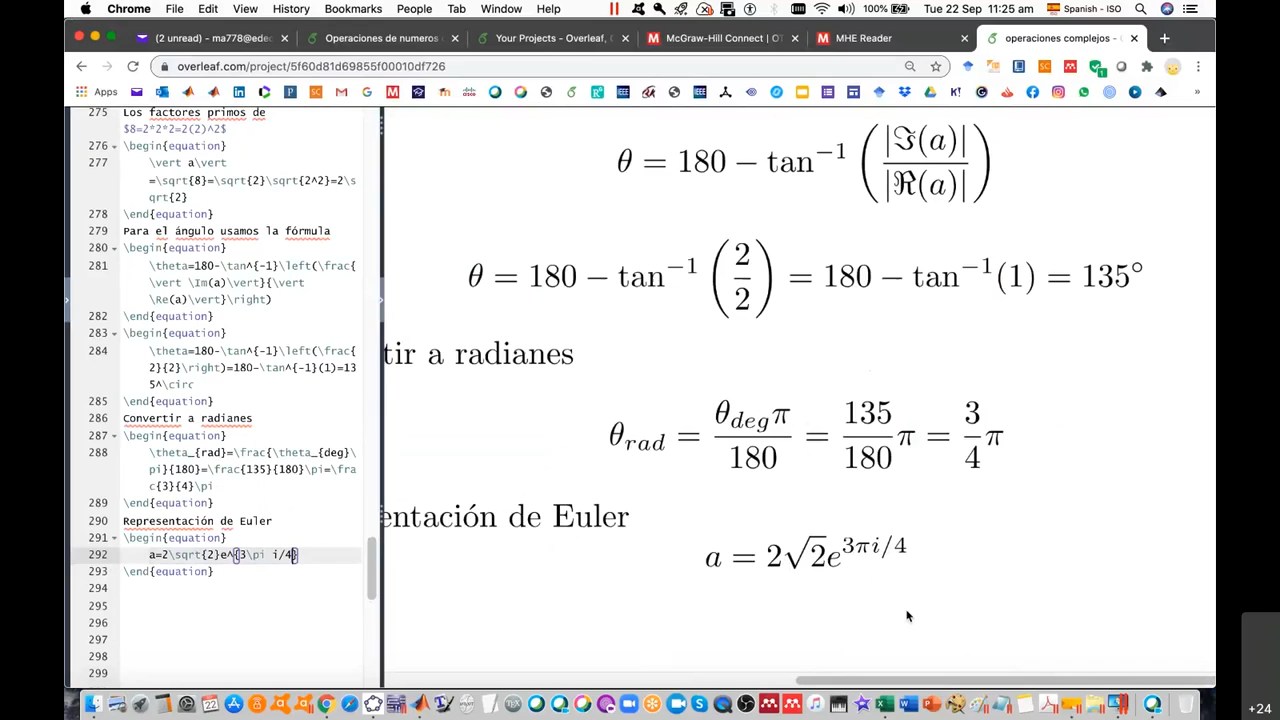 Chrome File Edit View History Bookmarks People Tab Window Help 100% Tue 22 Sep 11:25 am Spanish - ISO
(2 unread) - ma778@edec Operaciones de numeros c Your Projects - Overleaf, O McGraw-Hill Connect | OT MHE Reader operaciones complejos -
overleaf.com/project/5f60d81d69855f00010df726
Apps
275 Los factores primos de
$8=2*2*2=2(2)^2$
276 \begin{equation}
277 \vert a\vert
=\sqrt{8}=\sqrt{2}\sqrt{2^2}=2\s
qrt{2}
278 \end{equation}
279 Para el ángulo usamos la fórmula
280 \begin{equation}
281 \theta=180-\tan^{-1}\left(\frac{
\vert \Im(a)\vert}{\vert
\Re(a)\vert}\right)
282 \end{equation}
283 \begin{equation}
284 \theta=180-\tan^{-1}\left(\frac{
2}{2}\right)=180-\tan^{-1}(1)=13
5^\circ
285 \end{equation}
286 Convertir a radianes
287 \begin{equation}
288 \theta_{rad}=\frac{\theta_{deg}\
pi}{180}=\frac{135}{180}\pi=\fra
c{3}{4}\pi
289 \end{equation}
290 Representación de Euler
291 \begin{equation}
292 a=2\sqrt{2}e^{3\pi i/4}
293 \end{equation}
294
295
296
297
298
299
θ = 180 − tan⁻¹ (|ℑ(a)| / |ℜ(a)|)
θ = 180 − tan⁻¹ (2/2) = 180 − tan⁻¹(1) = 135°
tir a radianes
θ_rad = θ_deg π / 180 = 135/180 π = 3/4 π
entación de Euler
a = 2√2e^{3πi/4}
+24